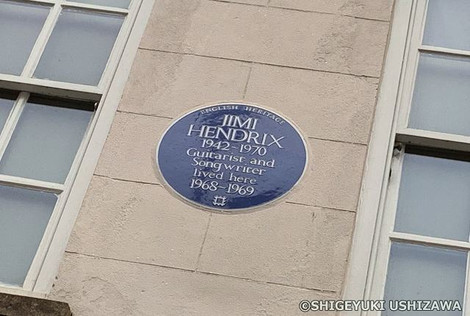 ENGLISH HERITAGE
JIMI
HENDRIX
1942-1970
Guitarist and
Songwriter
lived here
1968-1969
©SHIGEYUKI USHIZAWA